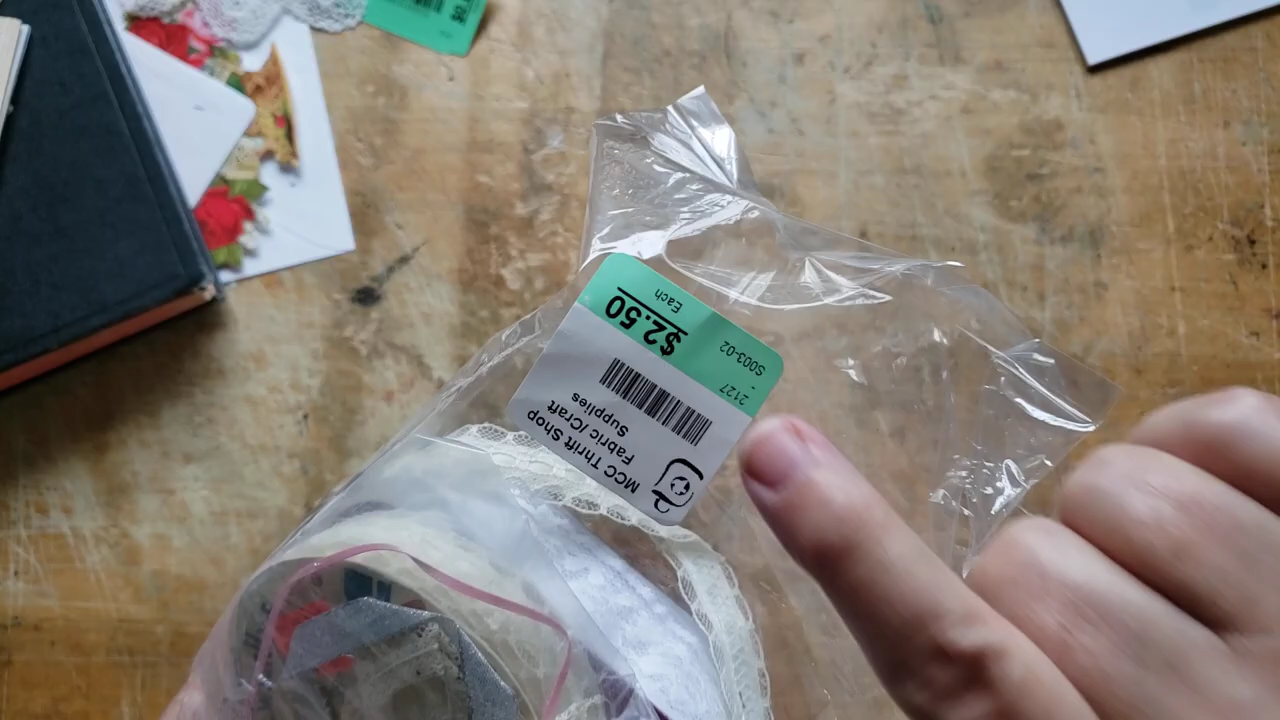 MCC Thrift Shop
Fabric /Craft
Supplies
2127
-
S003-02
$2.50
Each